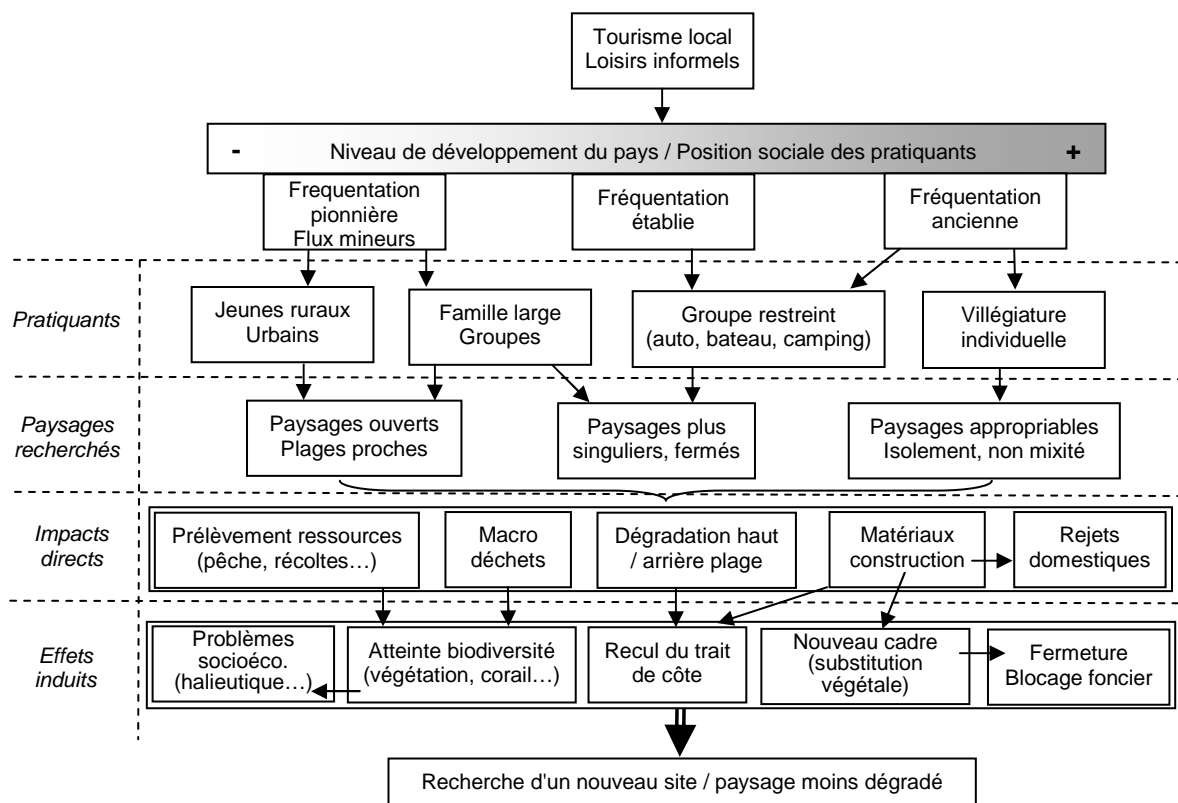 Tourisme local
Loisirs informels
- Niveau de développement du pays / Position sociale des pratiquants +
Frequentation
pionnière
Flux mineurs
Fréquentation
établie
Fréquentation
ancienne
Pratiquants
Jeunes ruraux
Urbains
Famille large
Groupes
Groupe restreint
(auto, bateau, camping)
Villégiature
individuelle
Paysages
recherchés
Paysages ouverts
Plages proches
Paysages plus
singuliers, fermés
Paysages appropriables
Isolement, non mixité
Impacts
directs
Prélèvement ressources
(pêche, récoltes…)
Macro
déchets
Dégradation haut
/ arrière plage
Matériaux
construction
Rejets
domestiques
Effets
induits
Problèmes
socioéco.
(halieutique…)
Atteinte biodiversité
(végétation, corail…)
Recul du trait
de côte
Nouveau cadre
(substitution
végétale)
Fermeture
Blocage foncier
Recherche d'un nouveau site / paysage moins dégradé